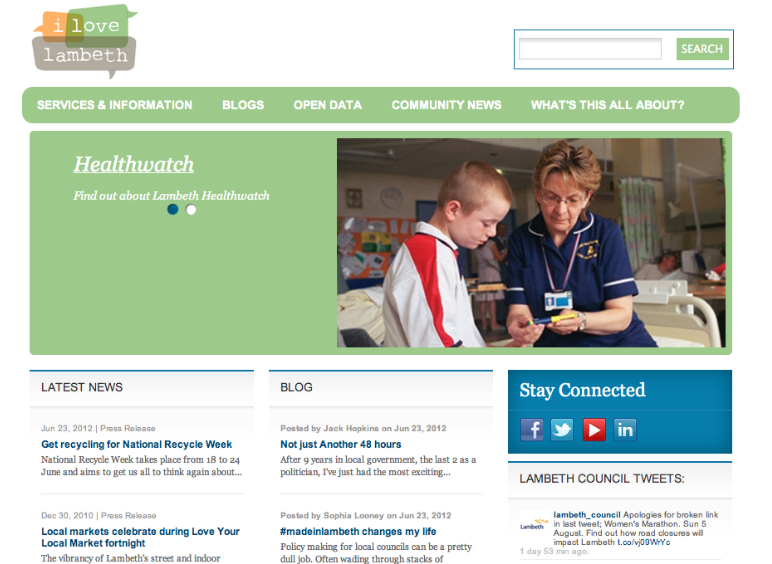 i love
lambeth
SEARCH
SERVICES & INFORMATION BLOGS OPEN DATA COMMUNITY NEWS WHAT'S THIS ALL ABOUT?
Healthwatch
Find out about Lambeth Healthwatch
LATEST NEWS
Jun 23, 2012 | Press Release
Get recycling for National Recycle Week
National Recycle Week takes place from 18 to 24
June and aims to get us all to think again about...
Dec 30, 2010 | Press Release
Local markets celebrate during Love Your
Local Market fortnight
The vibrancy of Lambeth's street and indoor
BLOG
Posted by Jack Hopkins on Jun 23, 2012
Not just Another 48 hours
After 9 years in local government, the last 2 as a
politician, I've just had the most exciting...
Posted by Sophia Looney on Jun 23, 2012
#madeinlambeth changes my life
Policy making for local councils can be a pretty
dull job. Often wading through stacks of
Stay Connected
f
in
LAMBETH COUNCIL TWEETS:
Lambeth
lambeth_council Apologies for broken link
in last tweet; Women's Marathon. Sun 5
August. Find out how road closures will
impact Lambeth t.co/vj09WrYc
1 day 53 min ago.